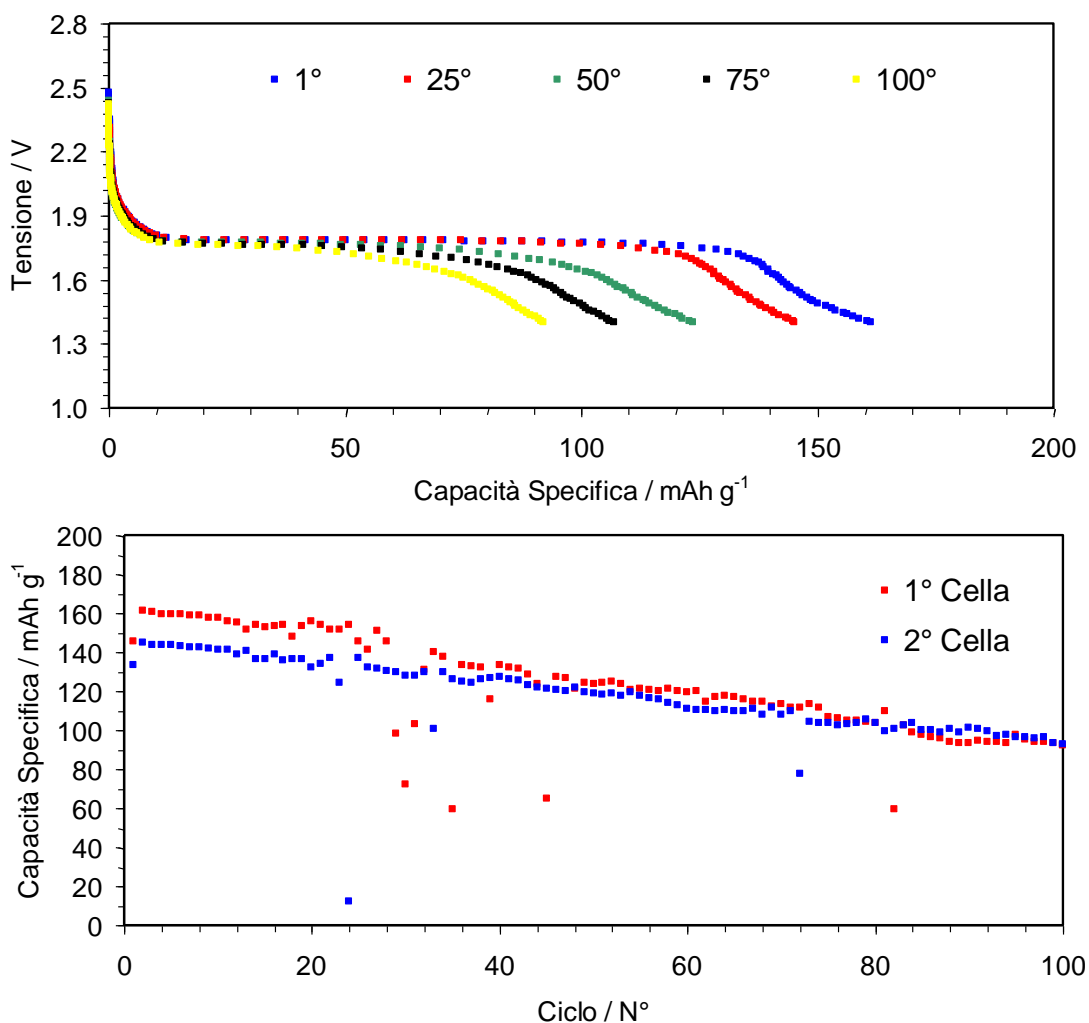 2.8
2.5
2.2
1.9
1.6
1.3
1.0
Tensione / V
1° 25° 50° 75° 100°
0 50 100 150 200
Capacità Specifica / mAh g-1
200
180
160
140
120
100
80
60
40
20
0
Capacità Specifica / mAh g-1
1° Cella
2° Cella
0 20 40 60 80 100
Ciclo / N°